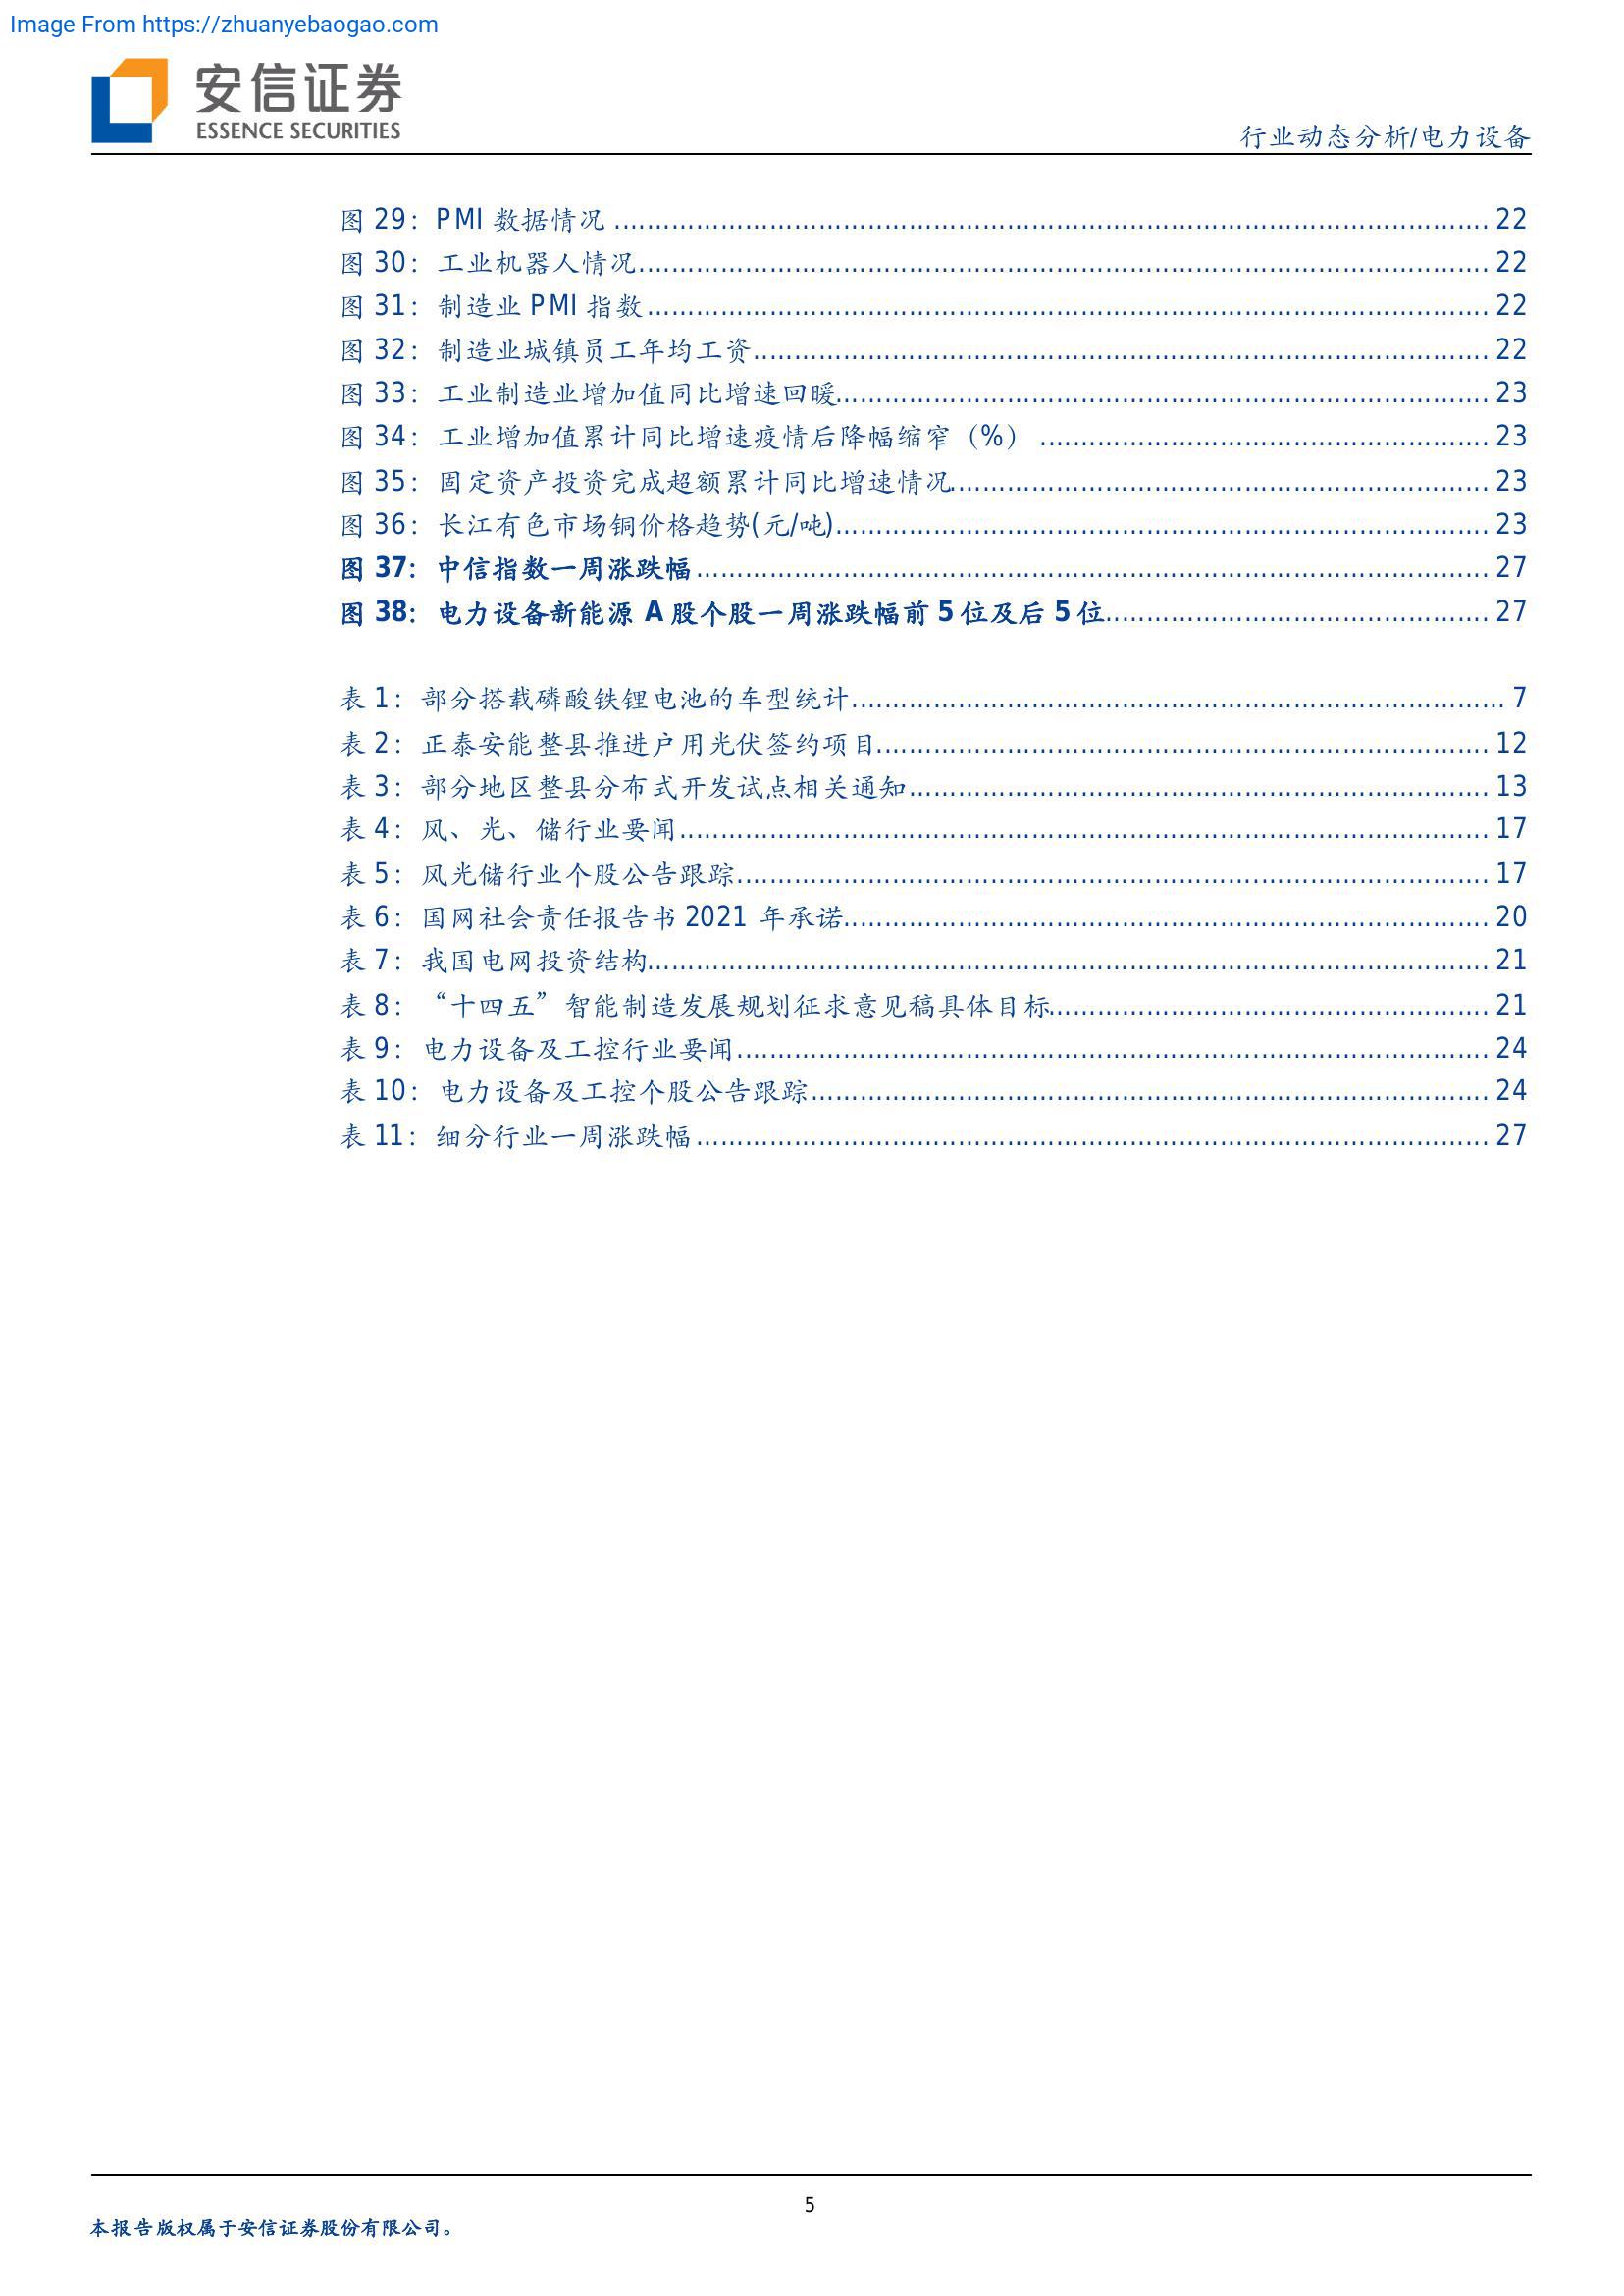 Image From https://zhuanyebaogao.com
安信证券
ESSENCE SECURITIES
行业动态分析/电力设备
图 29：PMI 数据情况 ........................................................................ 22
图 30：工业机器人情况........................................................................ 22
图 31：制造业 PMI 指数........................................................................ 22
图 32：制造业城镇员工年均工资................................................................ 22
图 33：工业制造业增加值同比增速回暖............................................................ 23
图 34：工业增加值累计同比增速疫情后降幅缩窄（%） ............................................ 23
图 35：固定资产投资完成超额累计同比增速情况.................................................. 23
图 36：长江有色市场铜价格趋势(元/吨)............................................................ 23
图 37：中信指数一周涨跌幅...................................................................... 27
图 38：电力设备新能源 A 股个股一周涨跌幅前 5 位及后 5 位...................................... 27
表 1：部分搭载磷酸铁锂电池的车型统计............................................................ 7
表 2：正泰安能整县推进户用光伏签约项目........................................................ 12
表 3：部分地区整县分布式开发试点相关通知...................................................... 13
表 4：风、光、储行业要闻...................................................................... 17
表 5：风光储行业个股公告跟踪.................................................................. 17
表 6：国网社会责任报告书 2021 年承诺............................................................ 20
表 7：我国电网投资结构........................................................................ 21
表 8：“十四五”智能制造发展规划征求意见稿具体目标............................................ 21
表 9：电力设备及工控行业要闻.................................................................. 24
表 10：电力设备及工控个股公告跟踪.............................................................. 24
表 11：细分行业一周涨跌幅...................................................................... 27
5
本报告版权属于安信证券股份有限公司。